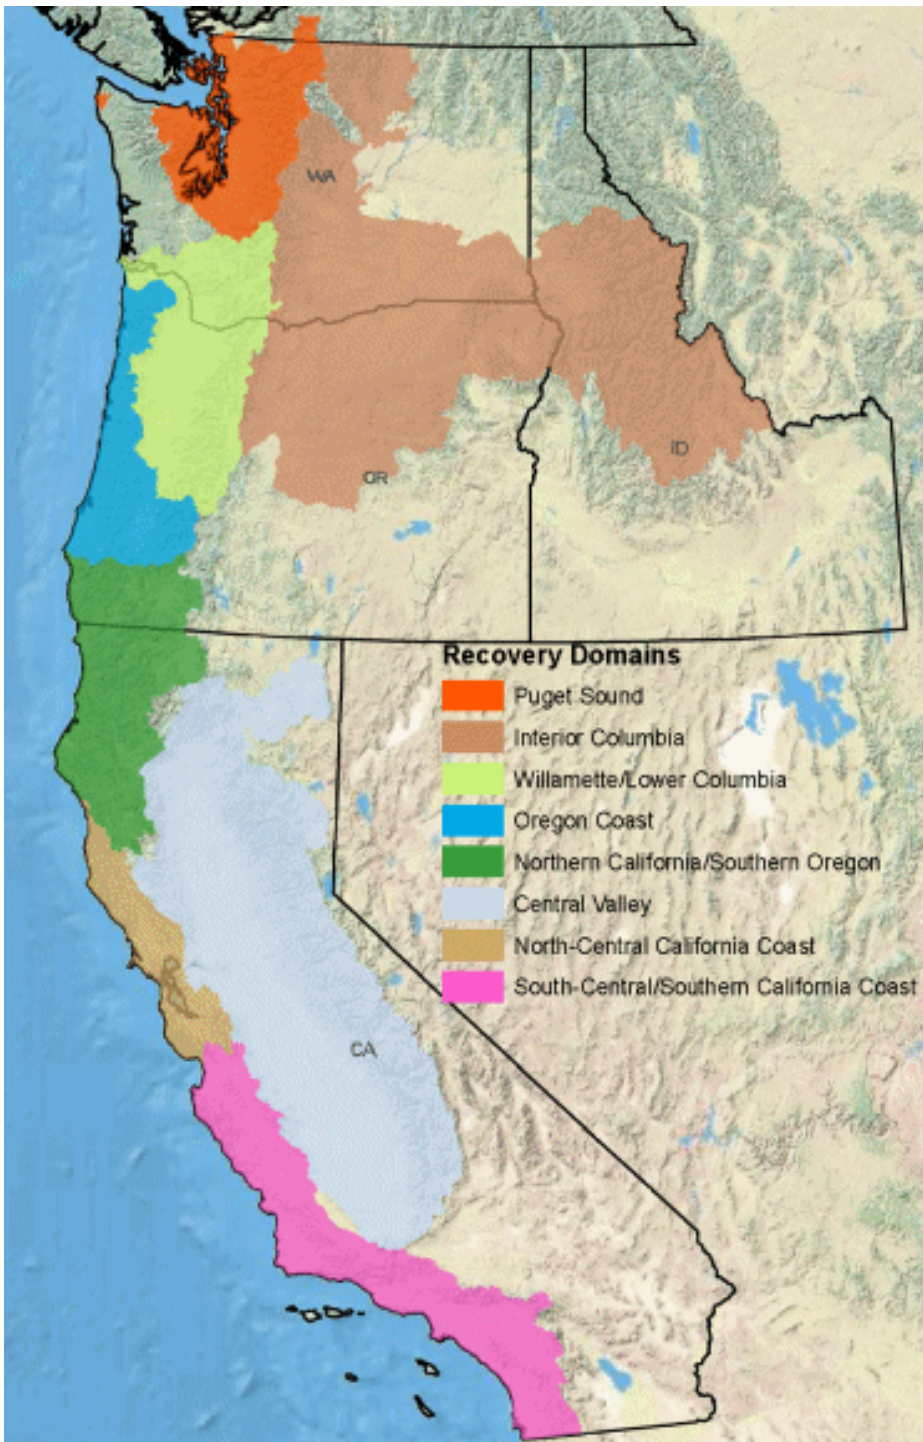 WA
OR
ID
Recovery Domains
Puget Sound
Interior Columbia
Willamette/Lower Columbia
Oregon Coast
Northern California/Southern Oregon
Central Valley
North-Central California Coast
South-Central/Southern California Coast
CA